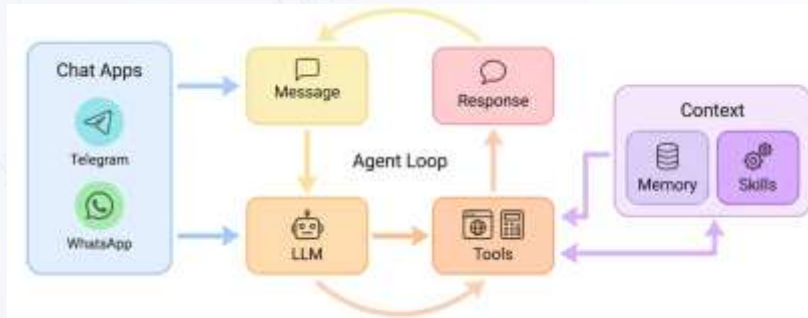 Chat Apps
Telegram
WhatsApp
Message
Response
Agent Loop
LLM
Tools
Context
Memory
Skills